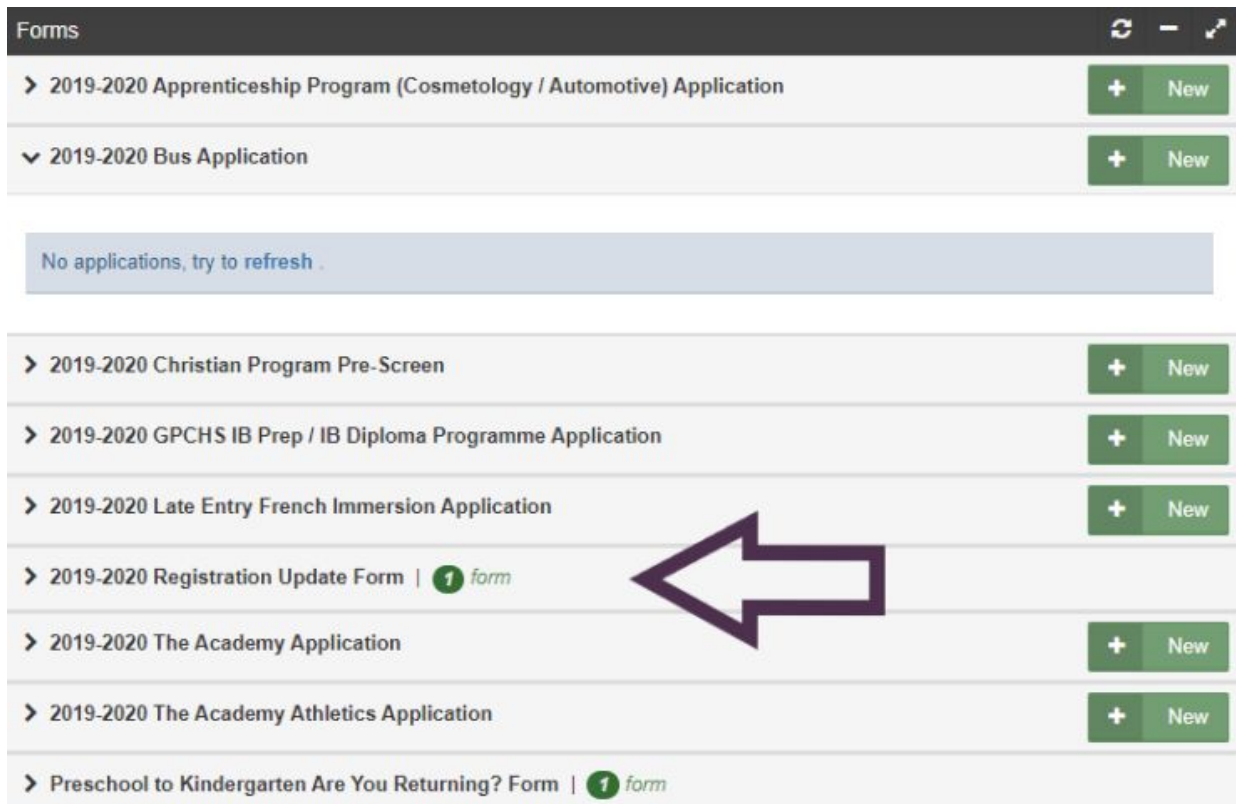 Forms
2019-2020 Apprenticeship Program (Cosmetology / Automotive) Application
New
2019-2020 Bus Application
New
No applications, try to refresh .
2019-2020 Christian Program Pre-Screen
New
2019-2020 GPCHS IB Prep / IB Diploma Programme Application
New
2019-2020 Late Entry French Immersion Application
New
2019-2020 Registration Update Form | 1 form
2019-2020 The Academy Application
New
2019-2020 The Academy Athletics Application
New
Preschool to Kindergarten Are You Returning? Form | 1 form